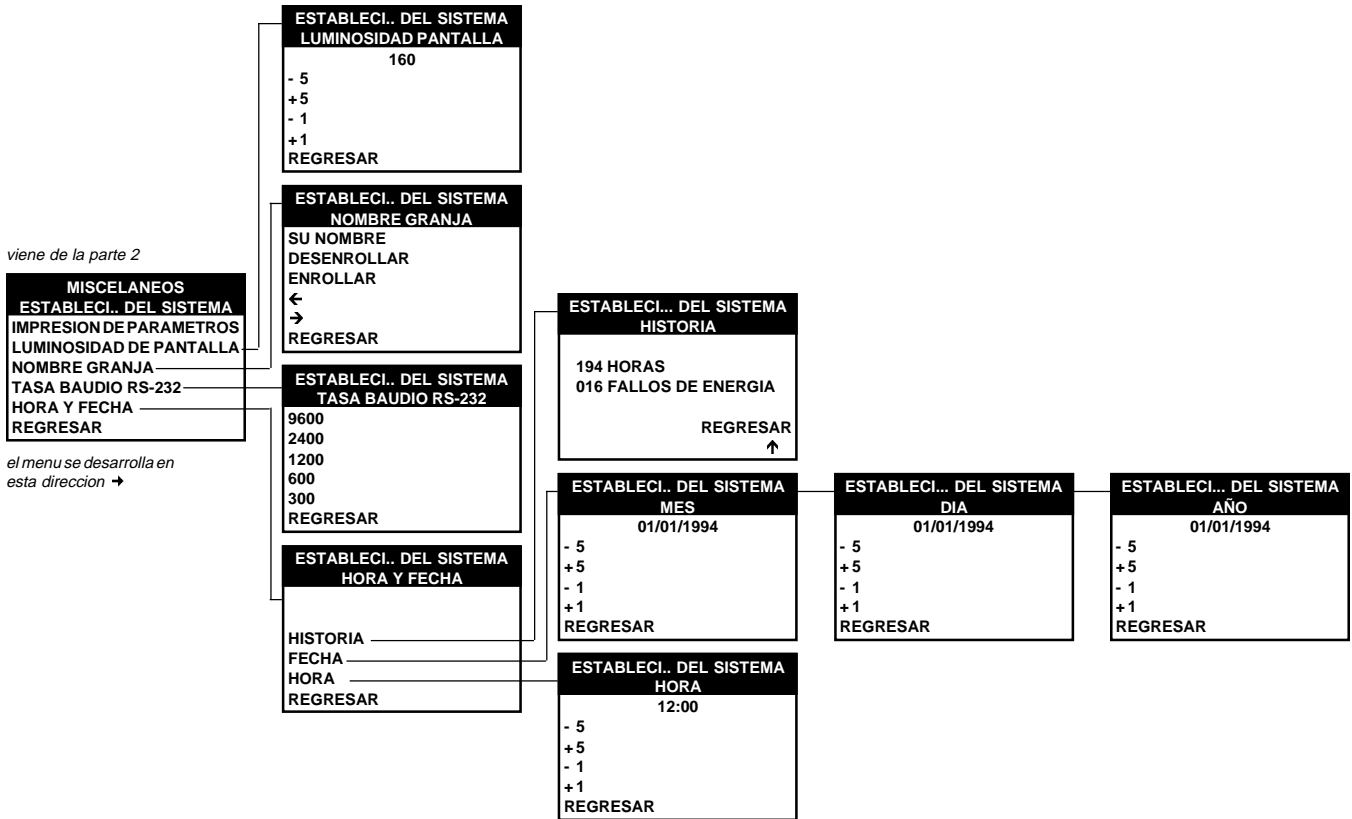 ESTABLECI.. DEL SISTEMA
LUMINOSIDAD PANTALLA
160
- 5
+5
- 1
+1
REGRESAR
ESTABLECI.. DEL SISTEMA
NOMBRE GRANJA
SU NOMBRE
DESENROLLAR
ENROLLAR
←
→
REGRESAR
viene de la parte 2
MISCELANEOS
ESTABLECI.. DEL SISTEMA
IMPRESION DE PARAMETROS
LUMINOSIDAD DE PANTALLA
NOMBRE GRANJA
TASA BAUDIO RS-232
HORA Y FECHA
REGRESAR
el menu se desarrolla en
esta direccion →
ESTABLECI.. DEL SISTEMA
TASA BAUDIO RS-232
9600
2400
1200
600
300
REGRESAR
ESTABLECI.. DEL SISTEMA
HORA Y FECHA
HISTORIA
FECHA
HORA
REGRESAR
ESTABLECI... DEL SISTEMA
HISTORIA
194 HORAS
016 FALLOS DE ENERGIA
REGRESAR
↑
ESTABLECI.. DEL SISTEMA
MES
01/01/1994
- 5
+5
- 1
+1
REGRESAR
ESTABLECI... DEL SISTEMA
DIA
01/01/1994
- 5
+5
- 1
+1
REGRESAR
ESTABLECI... DEL SISTEMA
AÑO
01/01/1994
- 5
+5
- 1
+1
REGRESAR
ESTABLECI.. DEL SISTEMA
HORA
12:00
- 5
+5
- 1
+1
REGRESAR